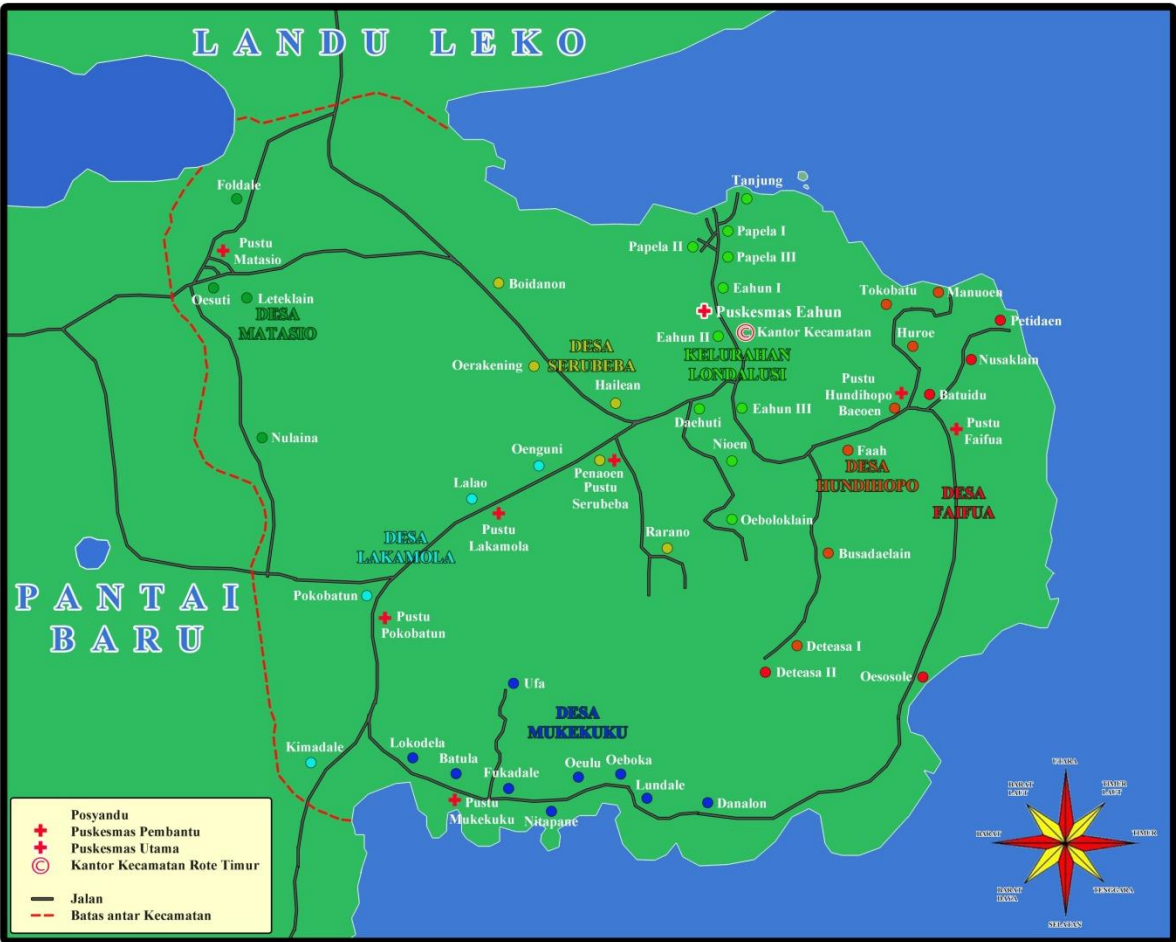 LANDU LEKO
Tanjung
Foldale
Papela I
Papela II
Pustu
Matasio
Papela III
Boidanon
Eahun I
Tokobatu
Manuoen
Oesuti
Leteklain
DESA
MATASIO
Puskesmas Eahun
Petidaen
Kantor Kecamatan
Huroe
Eahun II
DESA
SERUBEBA
KELURAHAN
LONDALUSI
Nusaklain
Oerakening
Hailean
Pustu
Hundihopo
Baeoen
Batuidu
Daehuti
Eahun III
Pustu
Faifua
Nulaina
Nioen
Faah
Oenguni
DESA
HUNDIHOPO
Penaoen
Pustu
Serubeba
Lalao
DESA
FAIFUA
Oeboloklain
Pustu
Lakamola
Rarano
DESA
LAKAMOLA
Busadaelain
PANTAI
BARU
Pokobatun
Pustu
Pokobatun
Deteasa I
Deteasa II
Oesosole
Ufa
DESA
MUKEKUKU
Kimadale
Lokodela
Batula
Fukadale
Oeulu
Oeboka
Lundale
Danalon
Pustu
Mukekuku
Nitapane
Posyandu
Puskesmas Pembantu
Puskesmas Utama
© Kantor Kecamatan Rote Timur
Jalan
Batas antar Kecamatan
UTARA
BARAT
LAUT
TIMUR
LAUT
BARAT
TIMUR
BARAT
DAYA
TENGGARA
SELATAN